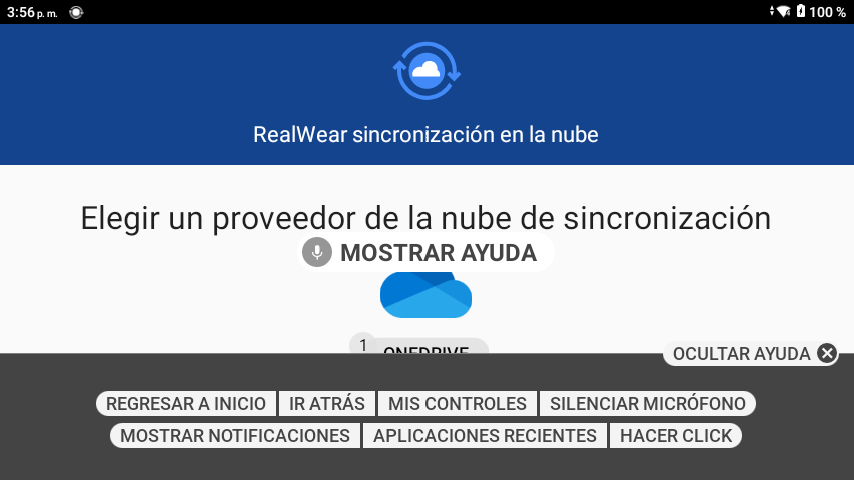 3:56 p. m.
100 %
RealWear sincronización en la nube
Elegir un proveedor de la nube de sincronización
MOSTRAR AYUDA
1
ONEDRIVE
OCULTAR AYUDA
REGRESAR A INICIO
IR ATRÁS
MIS CONTROLES
SILENCIAR MICRÓFONO
MOSTRAR NOTIFICACIONES
APLICACIONES RECIENTES
HACER CLICK